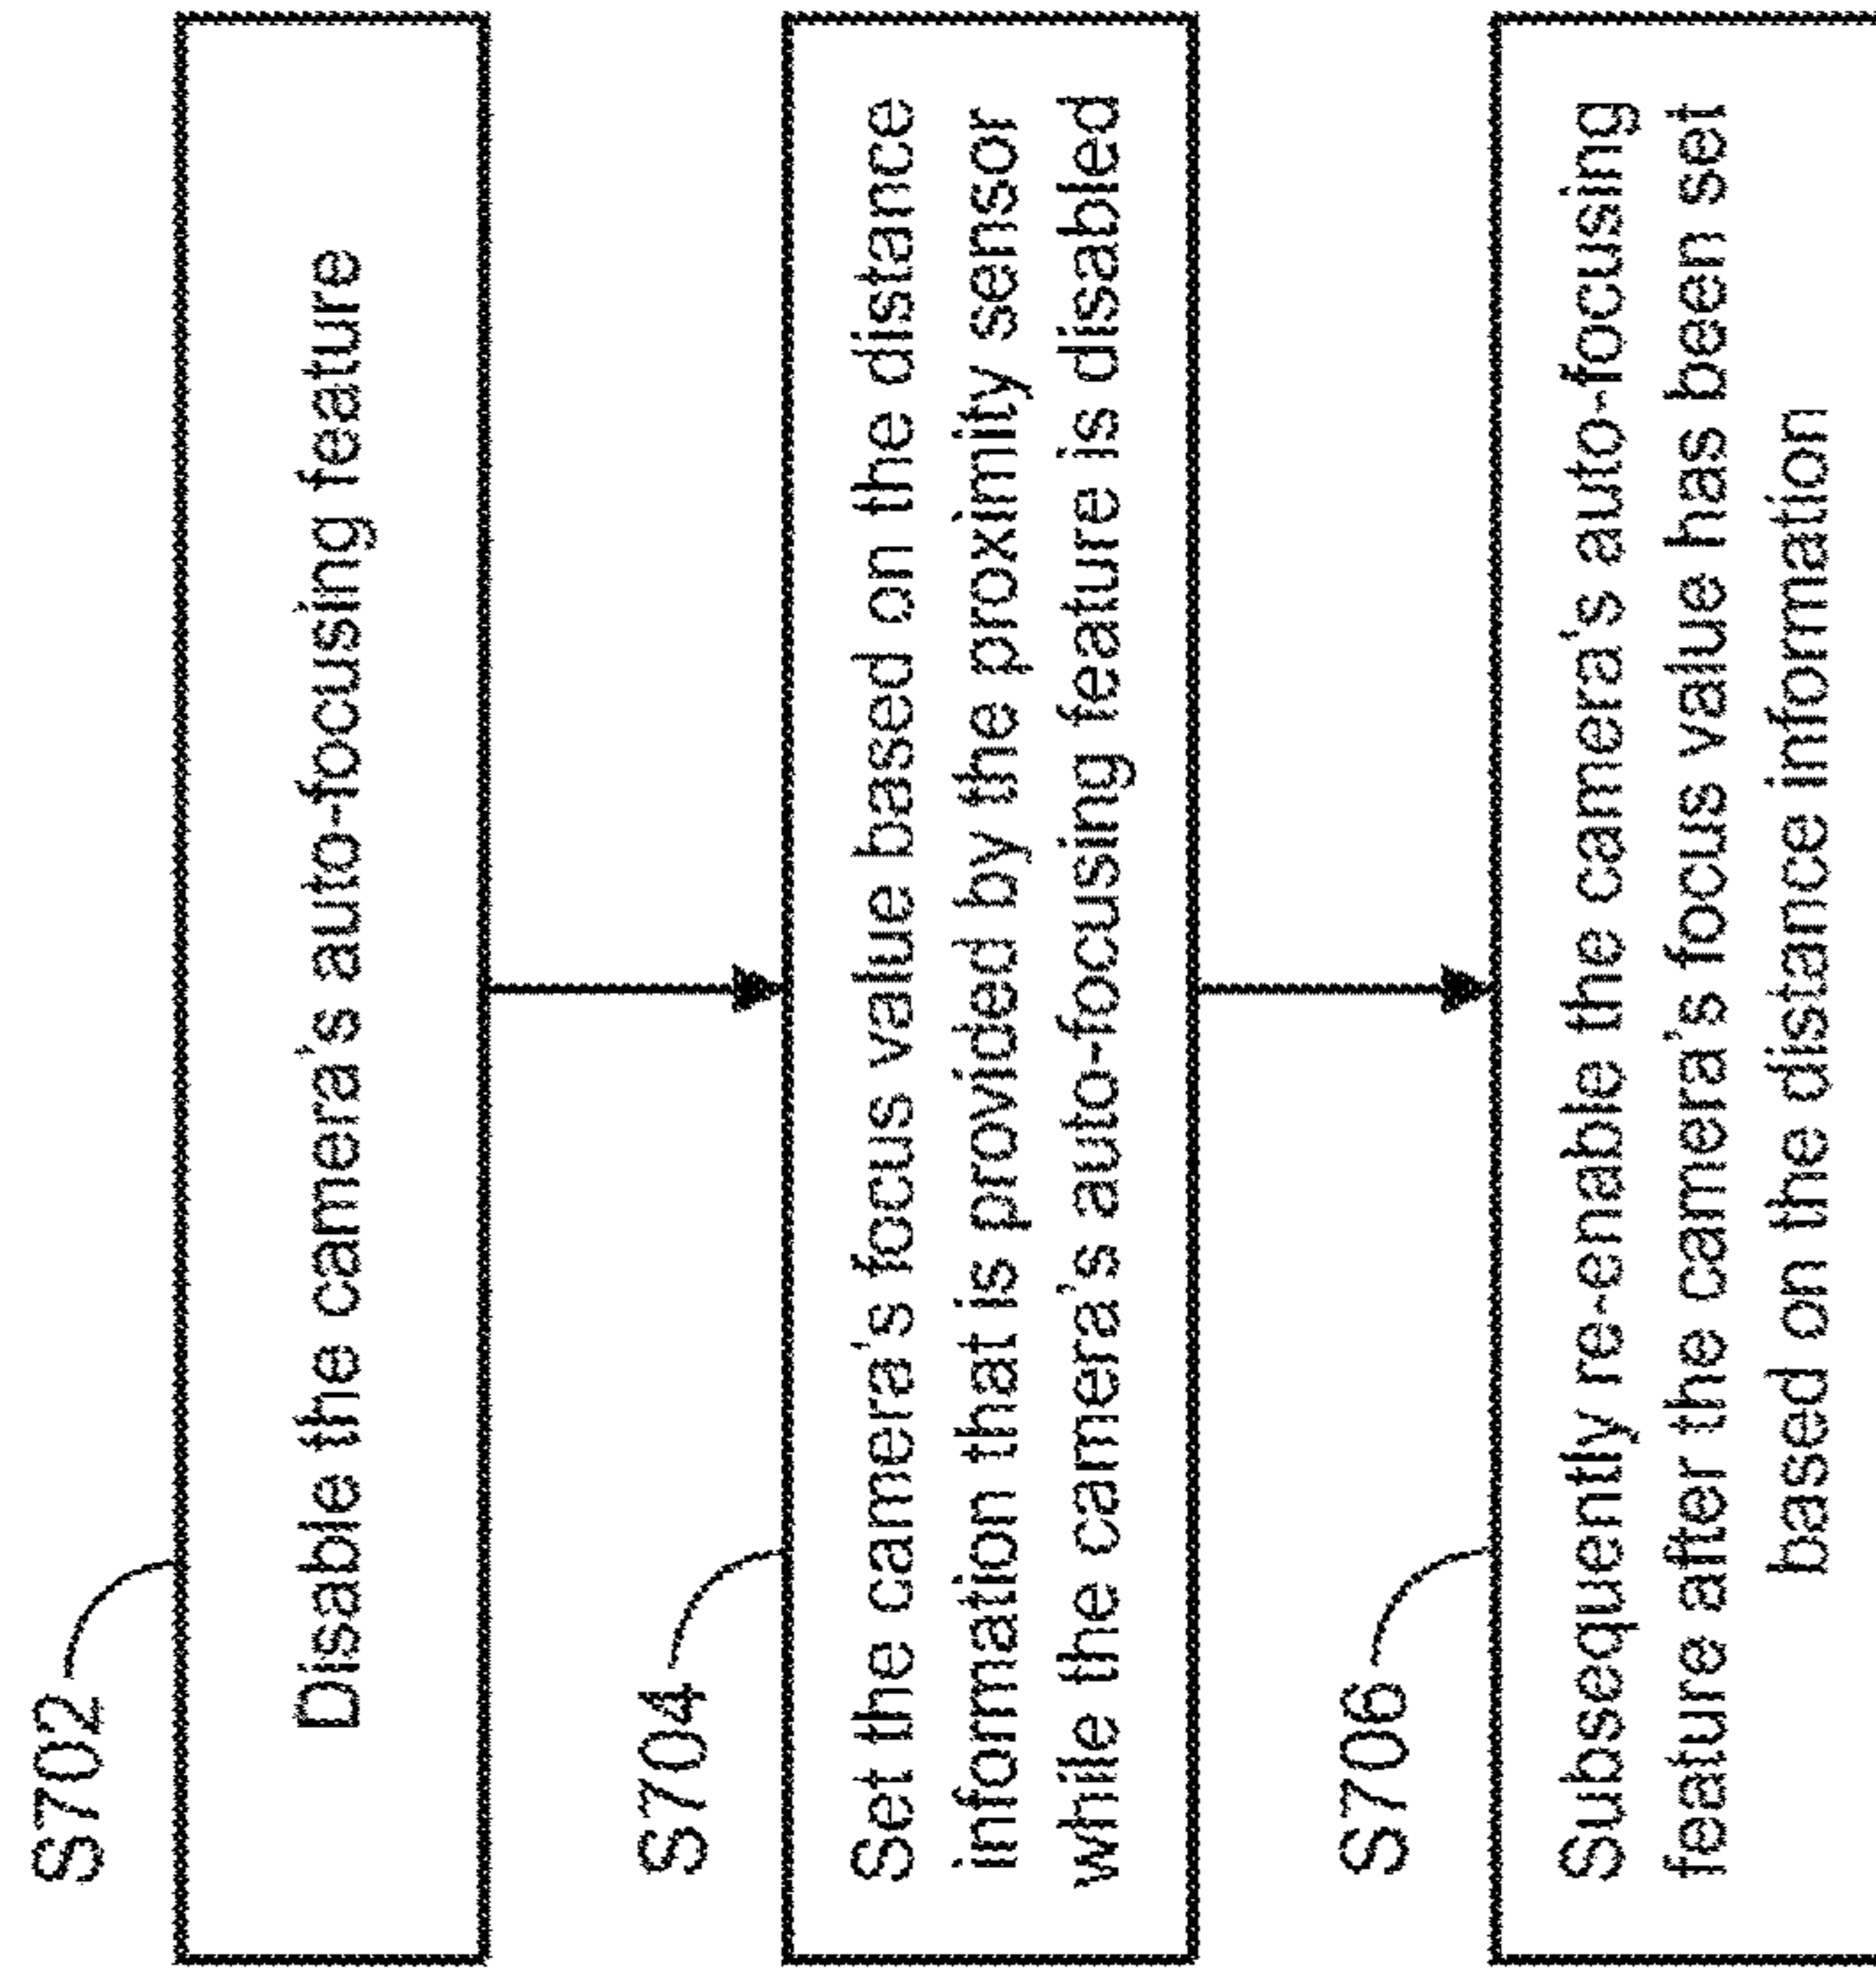 S702
Disable the camera's auto-focusing feature
S704
Set the camera's focus value based on the distance
information that is provided by the proximity sensor
while the camera's auto-focusing feature is disabled
S706
Subsequently re-enable the camera's auto-focusing
feature after the camera's focus value has been set
based on the distance information